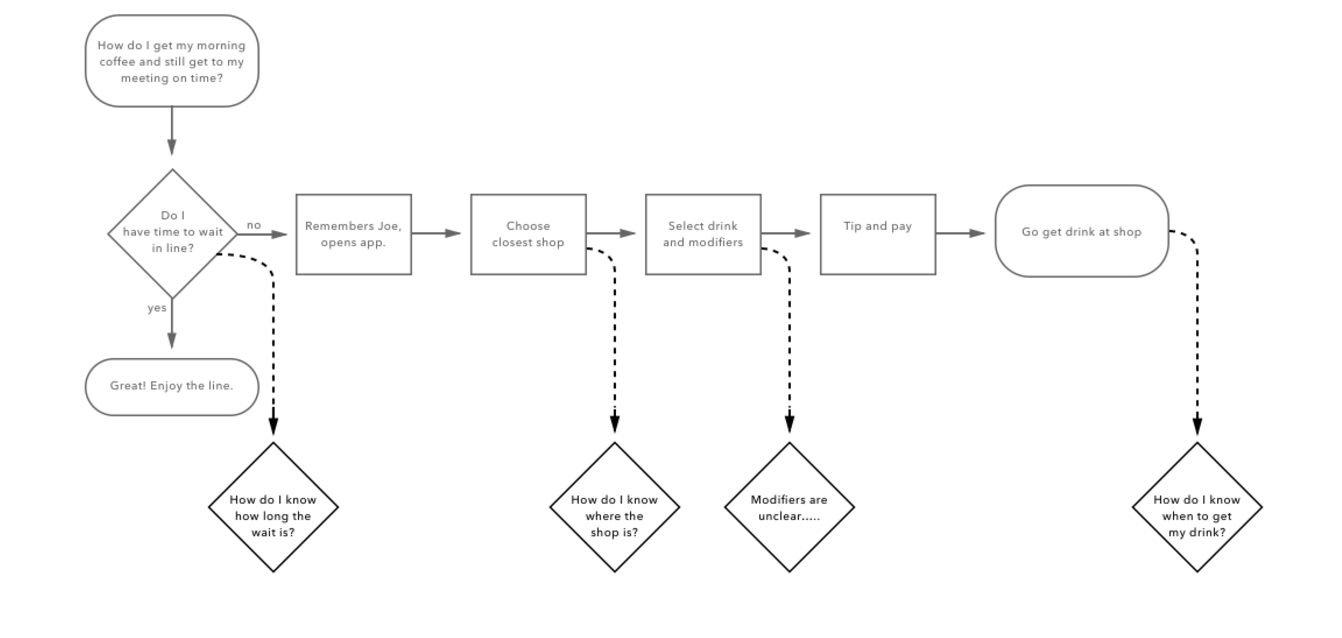 How do I get my morning
coffee and still get to my
meeting on time?
Do I
have time to wait
in line?
no
yes
Remembers Joe,
opens app.
Choose
closest shop
Select drink
and modifiers
Tip and pay
Go get drink at shop
Great! Enjoy the line.
How do I know
how long the
wait is?
How do I know
where the
shop is?
Modifiers are
unclear.....
How do I know
when to get
my drink?